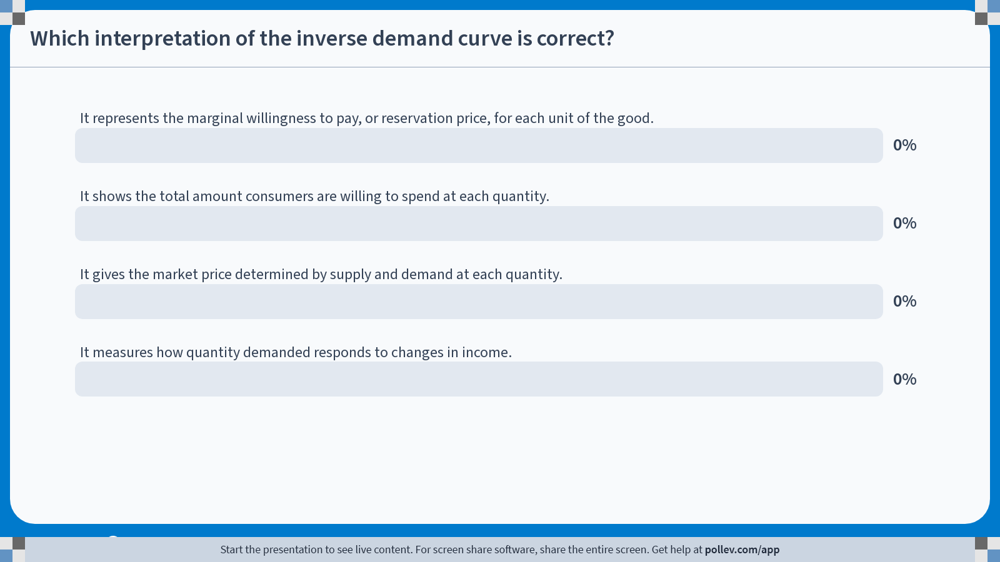 Which interpretation of the inverse demand curve is correct?
It represents the marginal willingness to pay, or reservation price, for each unit of the good.
0%
It shows the total amount consumers are willing to spend at each quantity.
0%
It gives the market price determined by supply and demand at each quantity.
0%
It measures how quantity demanded responds to changes in income.
0%
Start the presentation to see live content. For screen share software, share the entire screen. Get help at pollev.com/app